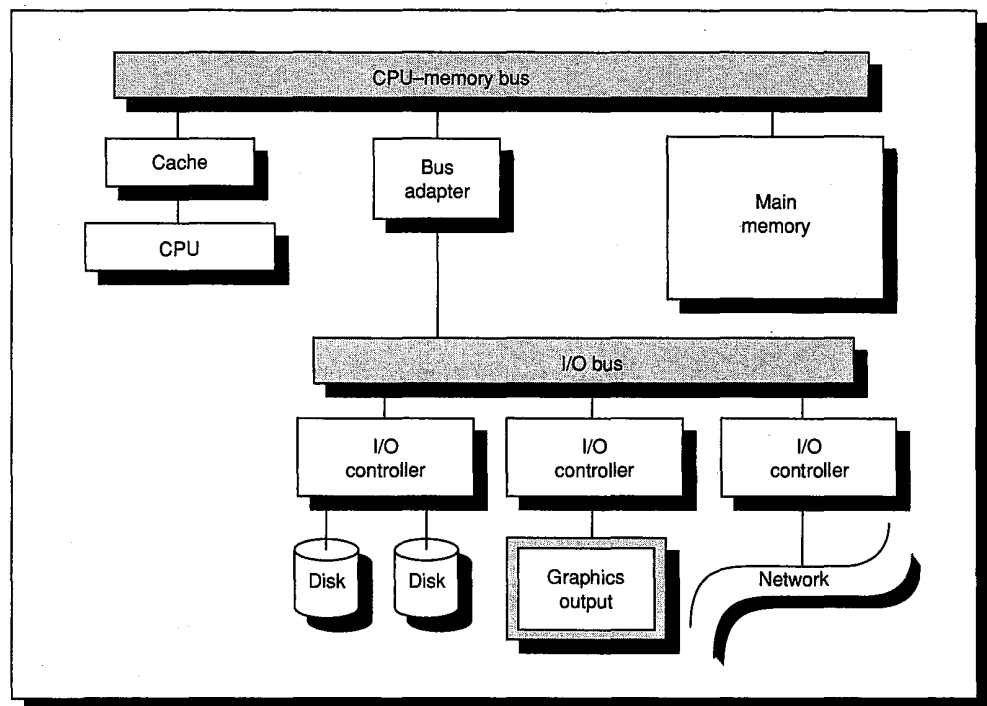 CPU–memory bus
Cache
Bus
adapter
Main
memory
CPU
I/O bus
I/O
controller
I/O
controller
I/O
controller
Disk
Disk
Graphics
output
Network